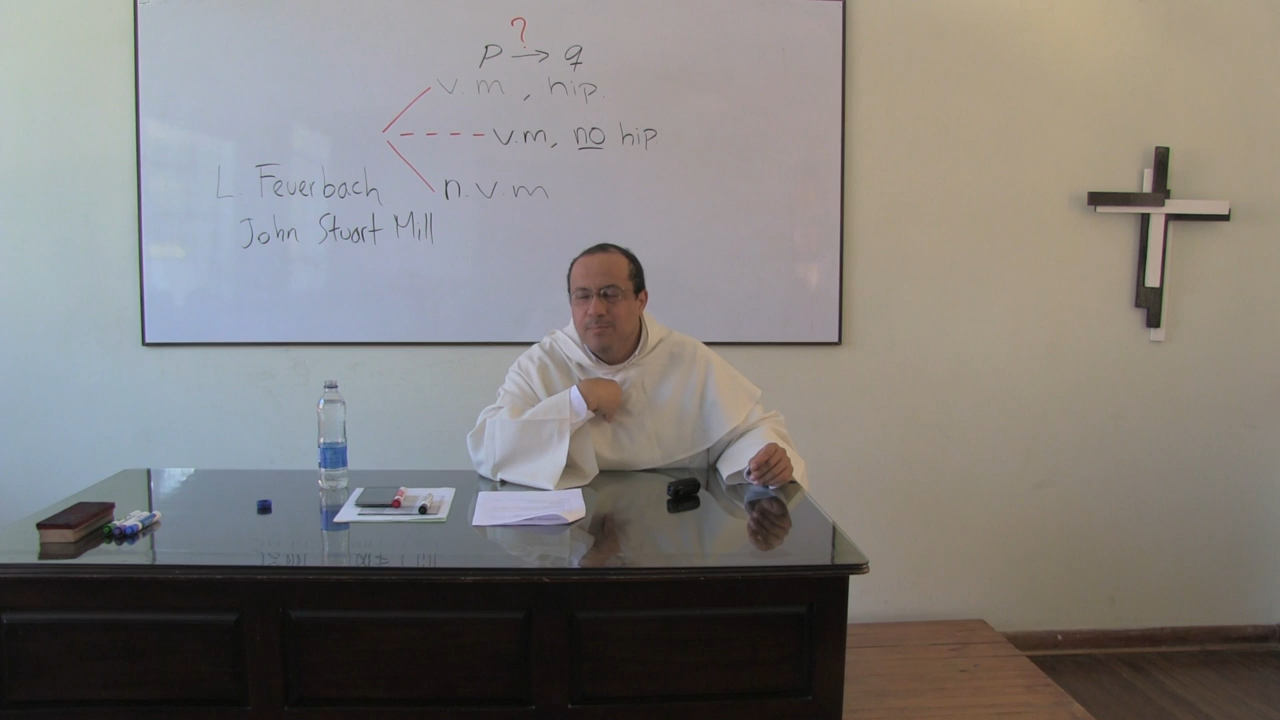 ?
p → q
v.m, hip.
v.m, no hip.
L. Feuerbach n.v.m
John Stuart Mill